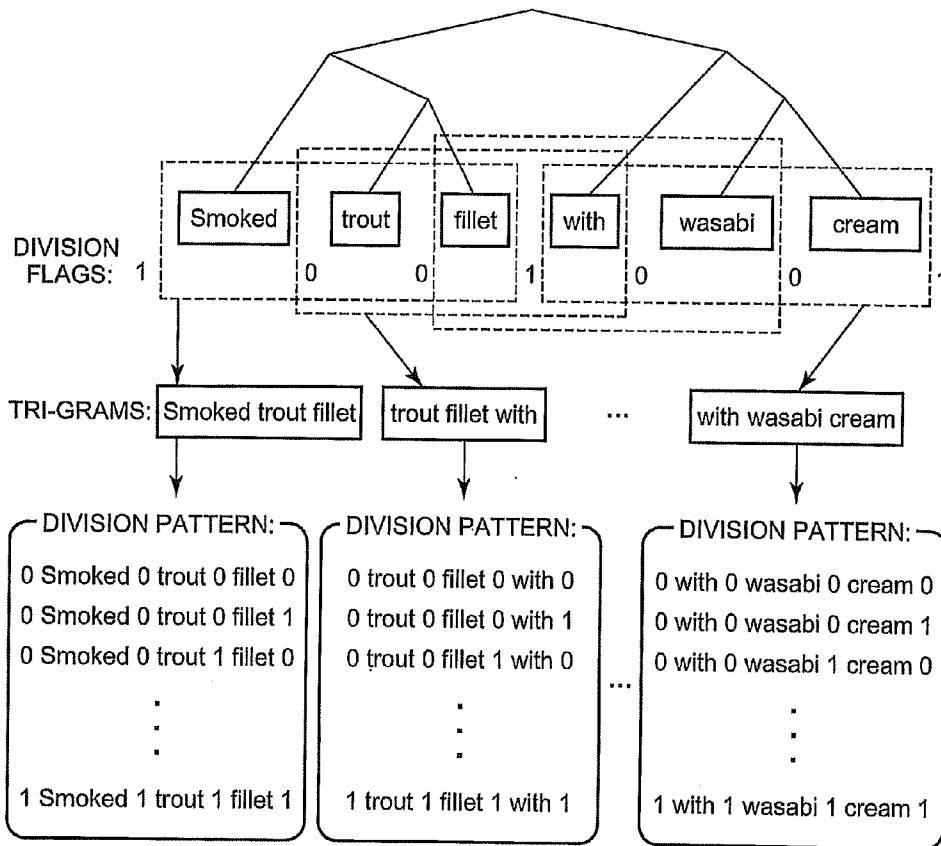 Smoked trout fillet with wasabi cream
DIVISION
FLAGS: 1 0 0 1 0 0 1
TRI-GRAMS: Smoked trout fillet trout fillet with ... with wasabi cream
DIVISION PATTERN: DIVISION PATTERN: DIVISION PATTERN:
0 Smoked 0 trout 0 fillet 0 0 trout 0 fillet 0 with 0 0 with 0 wasabi 0 cream 0
0 Smoked 0 trout 0 fillet 1 0 trout 0 fillet 0 with 1 0 with 0 wasabi 0 cream 1
0 Smoked 0 trout 1 fillet 0 0 trout 0 fillet 1 with 0 0 with 0 wasabi 1 cream 0
...
1 Smoked 1 trout 1 fillet 1 1 trout 1 fillet 1 with 1 1 with 1 wasabi 1 cream 1